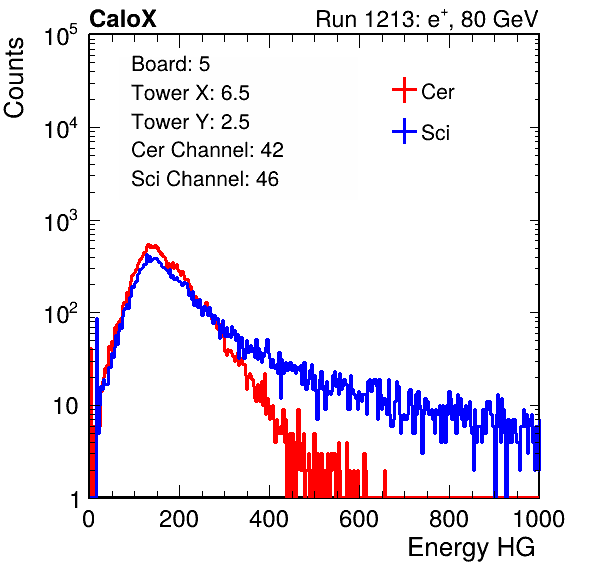 CaloX Run 1213: e⁺, 80 GeV
Counts
10⁵
10⁴
10³
10²
10
1
Board: 5
Tower X: 6.5
Tower Y: 2.5
Cer Channel: 42
Sci Channel: 46
Cer
Sci
0 200 400 600 800 1000
Energy HG